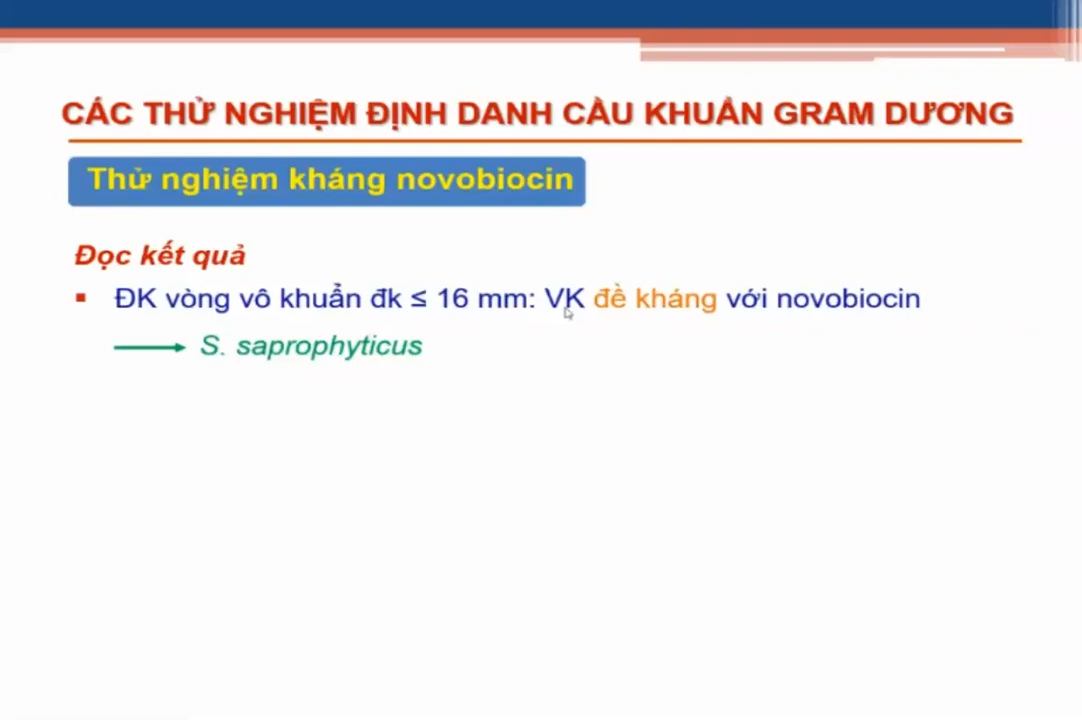 CÁC THỬ NGHIỆM ĐỊNH DANH CẦU KHUẨN GRAM DƯƠNG
Thử nghiệm kháng novobiocin
Đọc kết quả
▪ ĐK vòng vô khuẩn đk ≤ 16 mm: VK đề kháng với novobiocin
⟶ S. saprophyticus